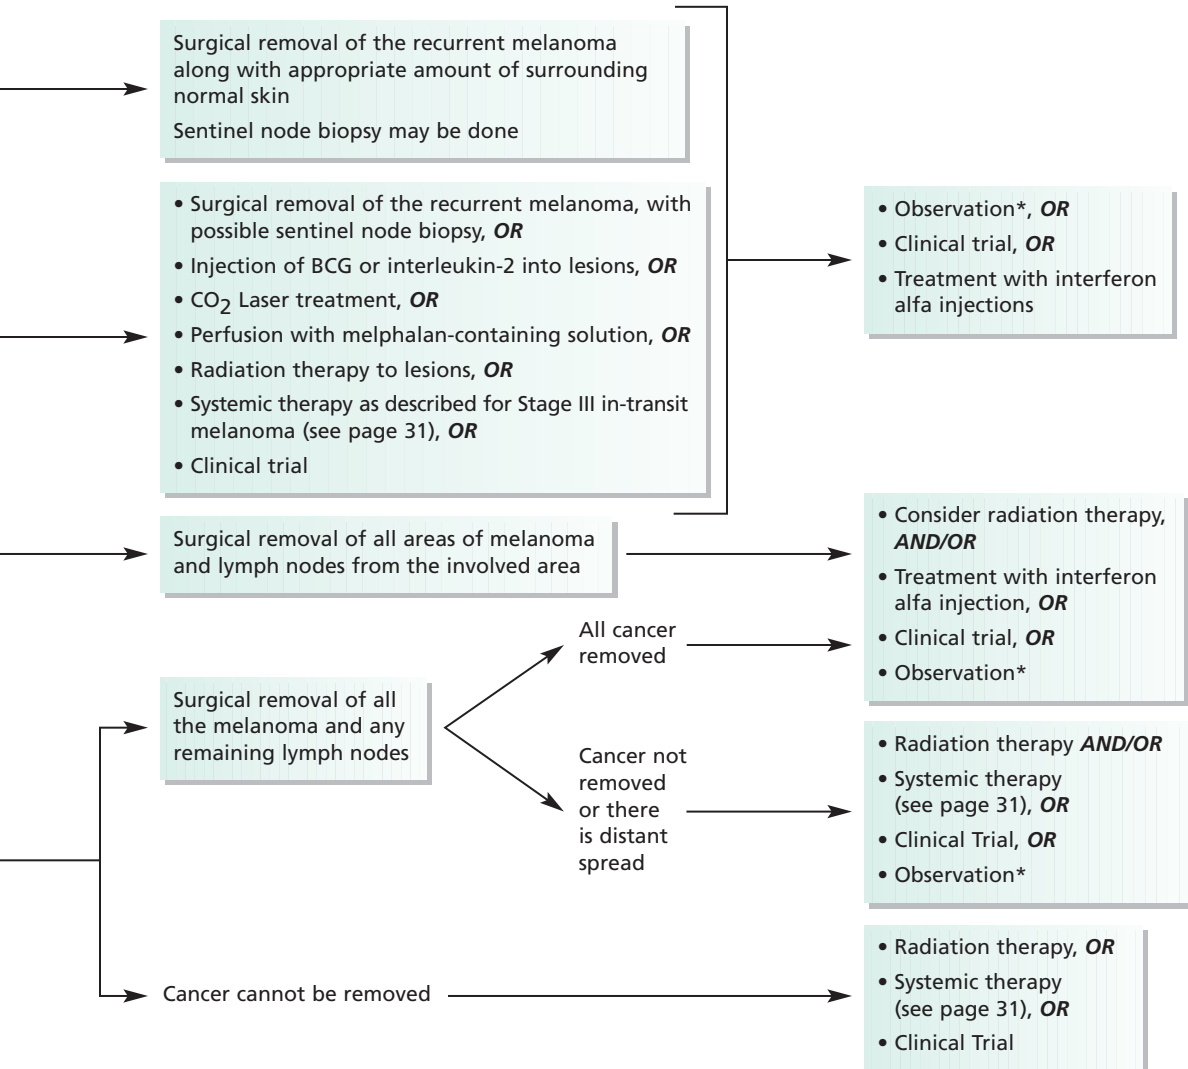 Surgical removal of the recurrent melanoma
along with appropriate amount of surrounding
normal skin
Sentinel node biopsy may be done
• Surgical removal of the recurrent melanoma, with
possible sentinel node biopsy, OR
• Injection of BCG or interleukin-2 into lesions, OR
• CO2 Laser treatment, OR
• Perfusion with melphalan-containing solution, OR
• Radiation therapy to lesions, OR
• Systemic therapy as described for Stage III in-transit
melanoma (see page 31), OR
• Clinical trial
• Observation*, OR
• Clinical trial, OR
• Treatment with interferon
alfa injections
Surgical removal of all areas of melanoma
and lymph nodes from the involved area
• Consider radiation therapy,
AND/OR
• Treatment with interferon
alfa injection, OR
• Clinical trial, OR
• Observation*
Surgical removal of all
the melanoma and any
remaining lymph nodes
All cancer
removed
Cancer not
removed
or there
is distant
spread
• Radiation therapy AND/OR
• Systemic therapy
(see page 31), OR
• Clinical Trial, OR
• Observation*
Cancer cannot be removed
• Radiation therapy, OR
• Systemic therapy
(see page 31), OR
• Clinical Trial